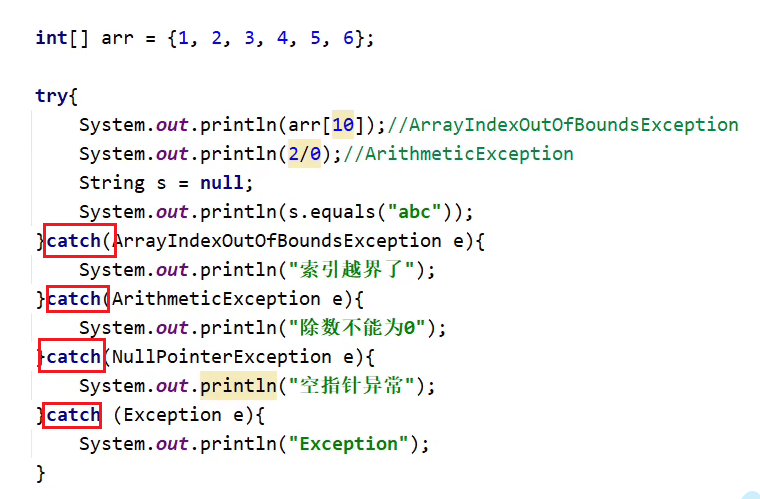 int[] arr = {1, 2, 3, 4, 5, 6};
try{
System.out.println(arr[10]);//ArrayIndexOutOfBoundsException
System.out.println(2/0);//ArithmeticException
String s = null;
System.out.println(s.equals("abc"));
}catch(ArrayIndexOutOfBoundsException e){
System.out.println("索引越界了");
}catch(ArithmeticException e){
System.out.println("除数不能为0");
}catch(NullPointerException e){
System.out.println("空指针异常");
}catch (Exception e){
System.out.println("Exception");
}